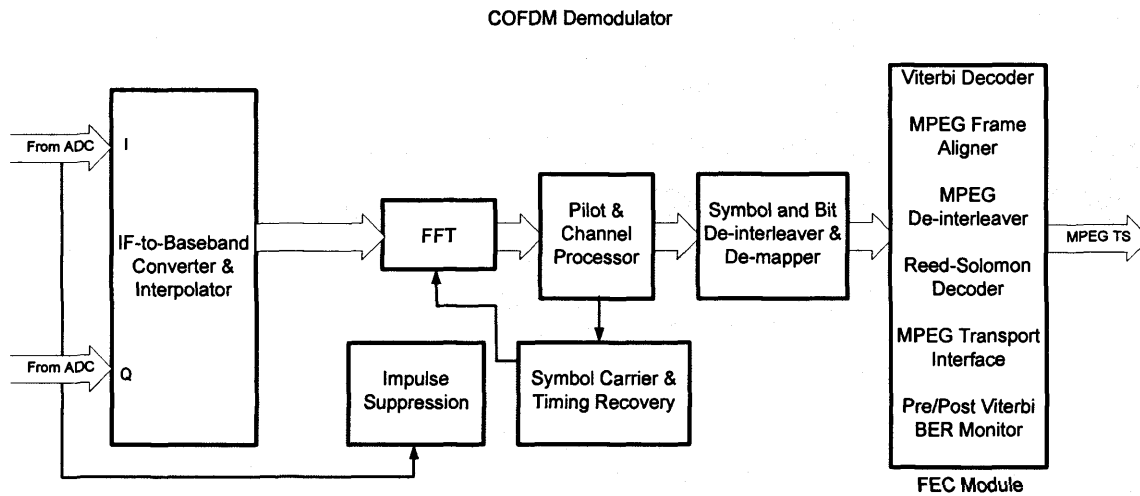 COFDM Demodulator
From ADC
I
IF-to-Baseband
Converter &
Interpolator
From ADC
Q
FFT
Pilot &
Channel
Processor
Symbol and Bit
De-interleaver &
De-mapper
Impulse
Suppression
Symbol Carrier &
Timing Recovery
Viterbi Decoder
MPEG Frame
Aligner
MPEG
De-interleaver
Reed-Solomon
Decoder
MPEG Transport
Interface
Pre/Post Viterbi
BER Monitor
FEC Module
MPEG TS